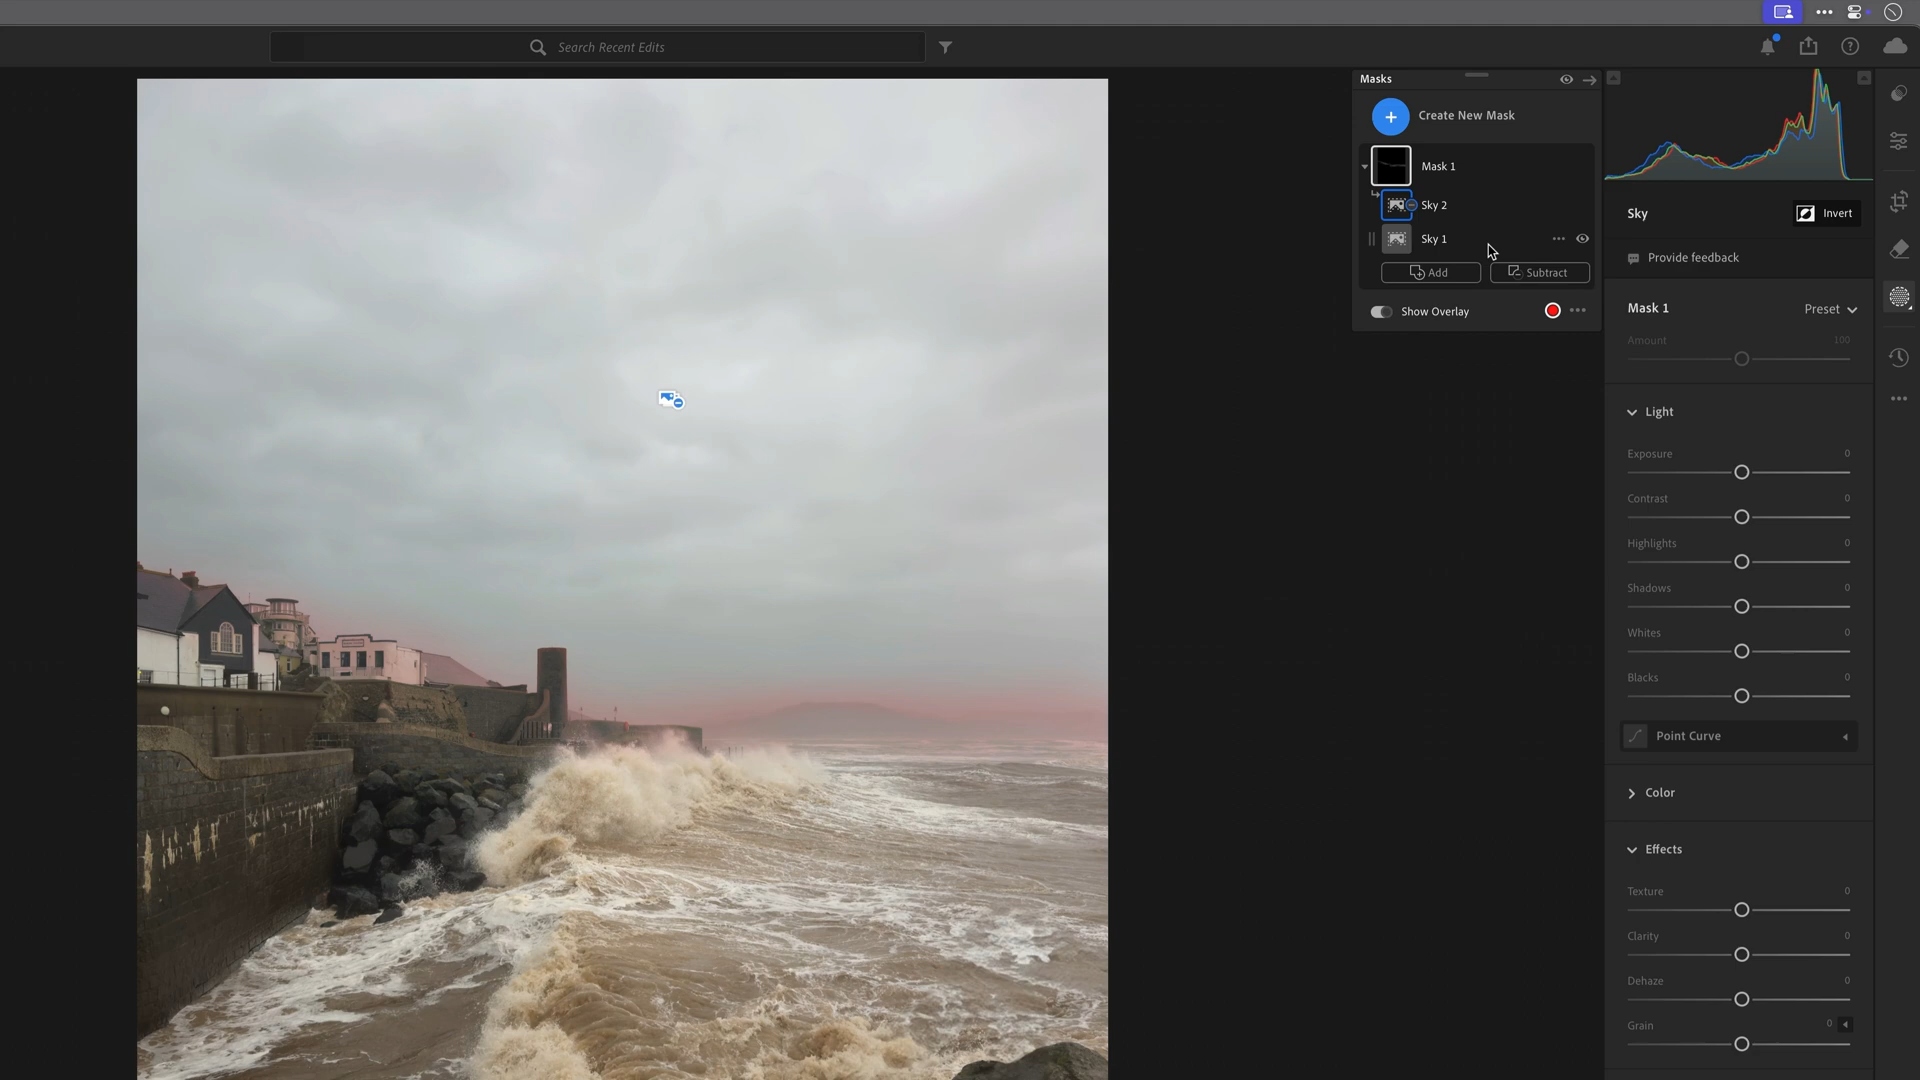 Search Recent Edits
Masks
Create New Mask
Mask 1
Sky 2
Sky 1
Add
Subtract
Show Overlay
Sky
Invert
Provide feedback
Mask 1
Preset
Amount
100
Light
Exposure
0
Contrast
0
Highlights
0
Shadows
0
Whites
0
Blacks
0
Point Curve
Color
Effects
Texture
0
Clarity
0
Dehaze
0
Grain
0